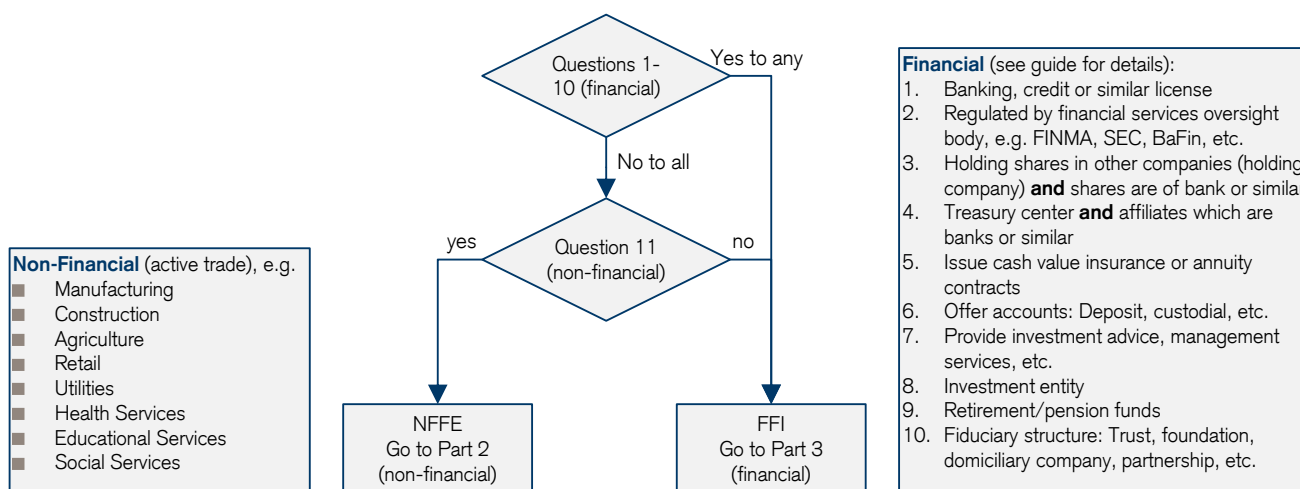 Questions 1-
10 (financial)
Yes to any
No to all
Question 11
(non-financial)
yes
no
NFFE
Go to Part 2
(non-financial)
FFI
Go to Part 3
(financial)
Non-Financial (active trade), e.g.
Manufacturing
Construction
Agriculture
Retail
Utilities
Health Services
Educational Services
Social Services
Financial (see guide for details):
1. Banking, credit or similar license
2. Regulated by financial services oversight
body, e.g. FINMA, SEC, BaFin, etc.
3. Holding shares in other companies (holding
company) and shares are of bank or similar
4. Treasury center and affiliates which are
banks or similar
5. Issue cash value insurance or annuity
contracts
6. Offer accounts: Deposit, custodial, etc.
7. Provide investment advice, management
services, etc.
8. Investment entity
9. Retirement/pension funds
10. Fiduciary structure: Trust, foundation,
domiciliary company, partnership, etc.